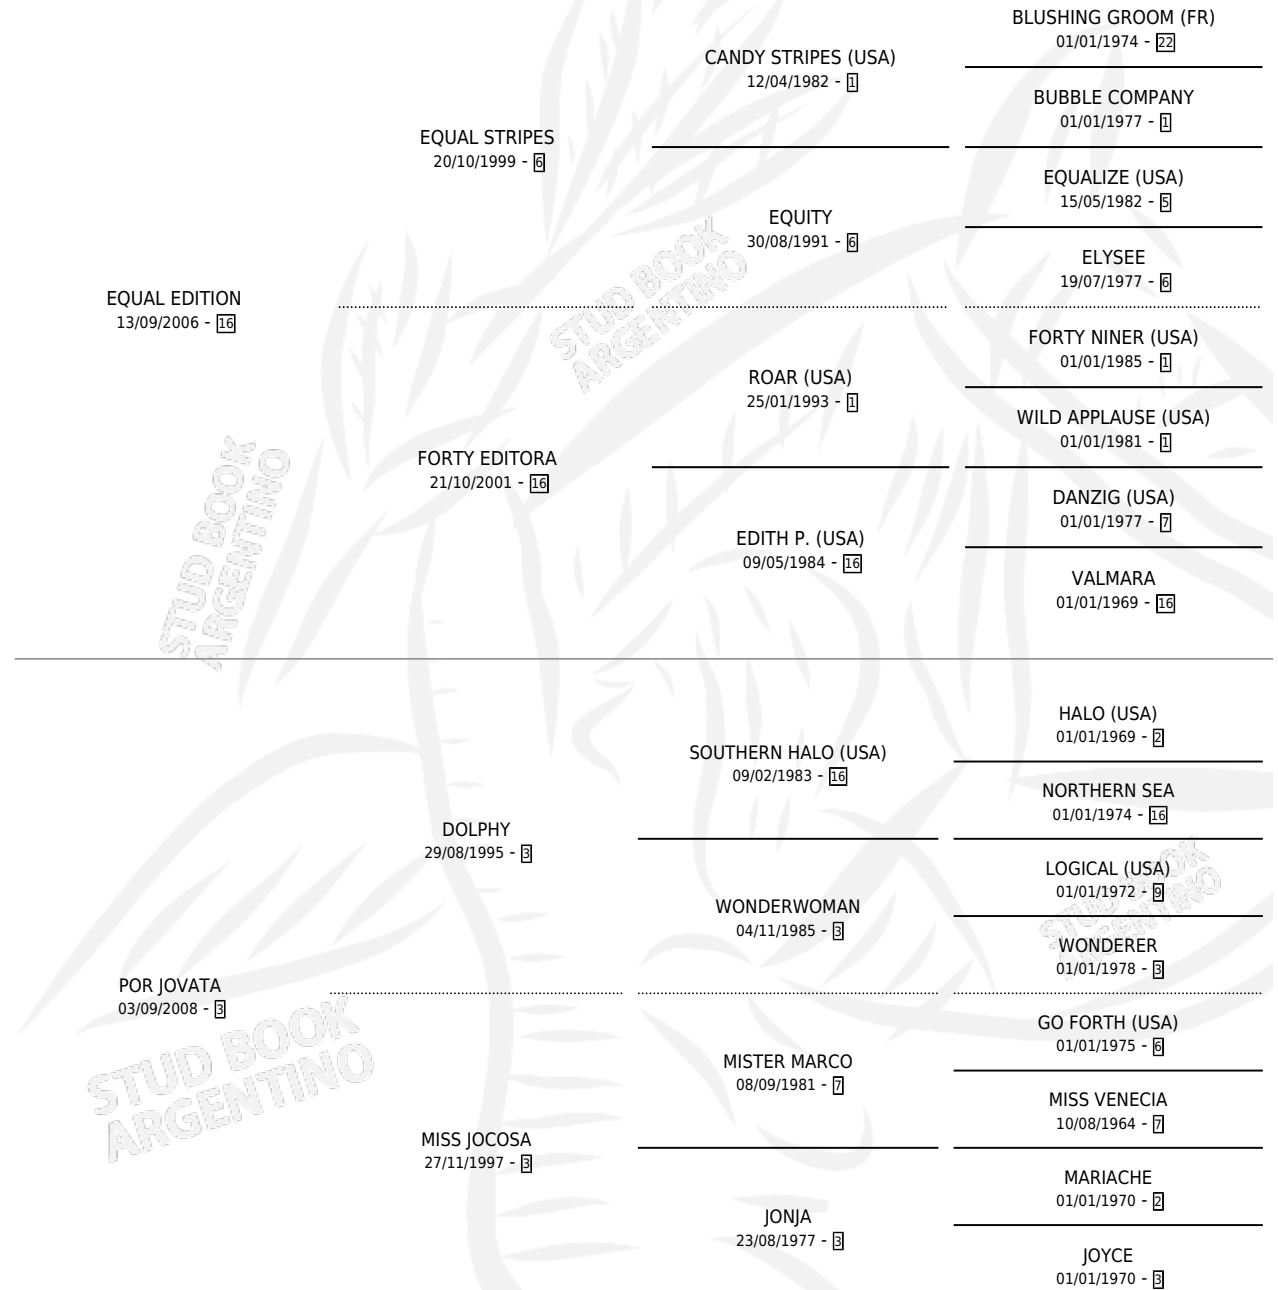 BLUSHING GROOM (FR)
01/01/1974 - 22
CANDY STRIPES (USA)
12/04/1982 - 1
BUBBLE COMPANY
01/01/1977 - 1
EQUAL STRIPES
20/10/1999 - 6
EQUALIZE (USA)
15/05/1982 - 5
EQUITY
30/08/1991 - 6
ELYSEE
19/07/1977 - 6
EQUAL EDITION
13/09/2006 - 16
FORTY NINER (USA)
01/01/1985 - 1
ROAR (USA)
25/01/1993 - 1
WILD APPLAUSE (USA)
01/01/1981 - 1
FORTY EDITORA
21/10/2001 - 16
DANZIG (USA)
01/01/1977 - 7
EDITH P. (USA)
09/05/1984 - 16
VALMARA
01/01/1969 - 16
HALO (USA)
01/01/1969 - 2
SOUTHERN HALO (USA)
09/02/1983 - 16
NORTHERN SEA
01/01/1974 - 16
DOLPHY
29/08/1995 - 3
LOGICAL (USA)
01/01/1972 - 9
WONDERWOMAN
04/11/1985 - 3
WONDERER
01/01/1978 - 3
POR JOVATA
03/09/2008 - 3
GO FORTH (USA)
01/01/1975 - 6
MISTER MARCO
08/09/1981 - 7
MISS VENECIA
10/08/1964 - 7
MISS JOCOSA
27/11/1997 - 3
MARIACHE
01/01/1970 - 2
JONJA
23/08/1977 - 3
JOYCE
01/01/1970 - 3
STUD BOOK
ARGENTINO
STUD BOOK
ARGENTINO
STUD BOOK
ARGENTINO
STUD BOOK
ARGENTINO